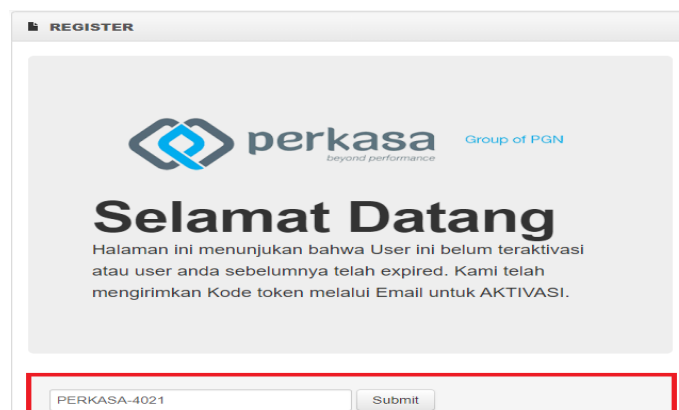 REGISTER
perkasa
beyond performance
Group of PGN
Selamat Datang
Halaman ini menunjukan bahwa User ini belum teraktivasi
atau user anda sebelumnya telah expired. Kami telah
mengirimkan Kode token melalui Email untuk AKTIVASI.
PERKASA-4021
Submit